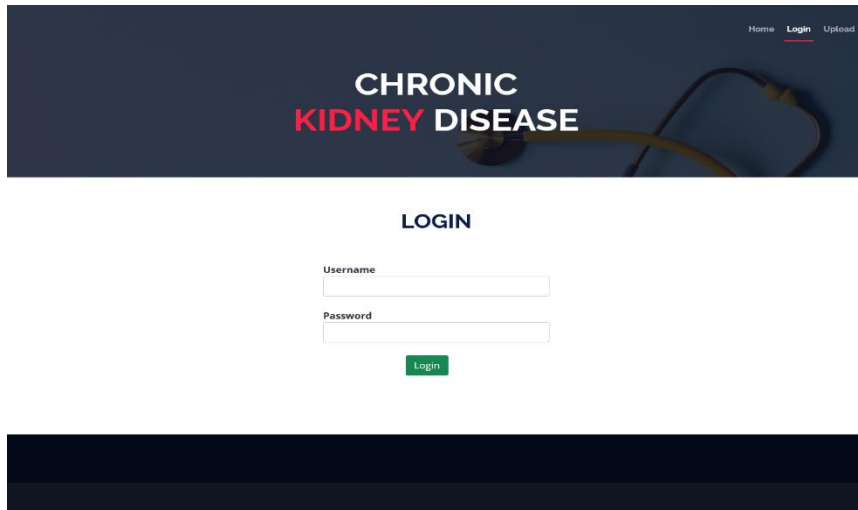 Home Login Upload
CHRONIC
KIDNEY DISEASE
LOGIN
Username
Password
Login